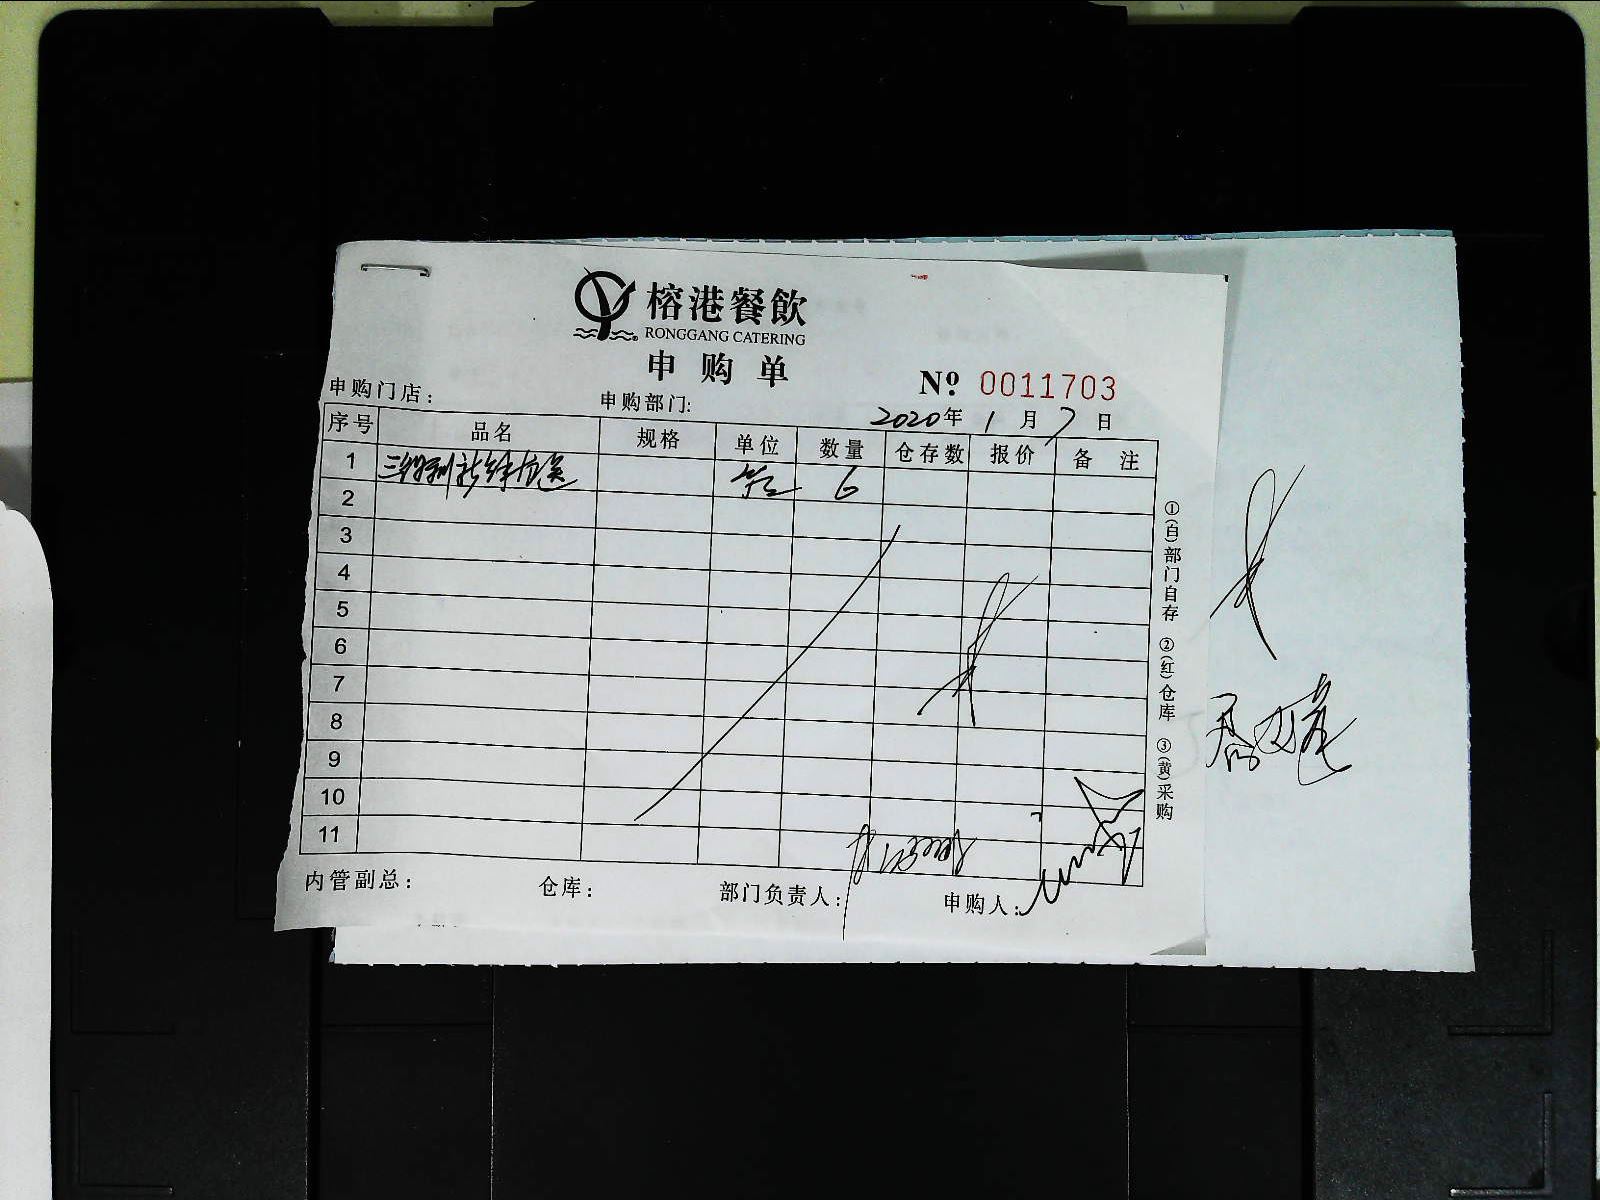 榕港餐飲
RONGGANG CATERING
申购单
№ 0011703
申购门店：
申购部门:
2020年1月7日
序号 品名 规格 单位 数量 仓存数 报价 备注
1 6
2
3
4
5
6
7
8
9
10
11
①(白)部门自存 ②(红)仓库 ③(黄)采购
内管副总： 仓库： 部门负责人： 申购人：